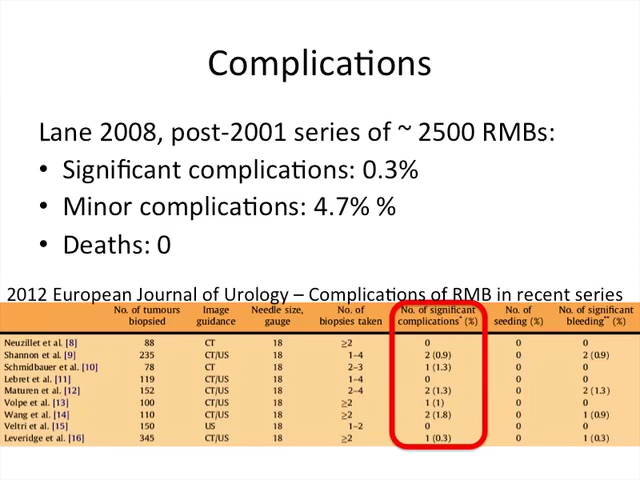 Complications
Lane 2008, post-2001 series of ~ 2500 RMBs:
• Significant complications: 0.3%
• Minor complications: 4.7% %
• Deaths: 0
2012 European Journal of Urology – Complications of RMB in recent series
No. of tumours biopsied Image guidance Needle size, gauge No. of biopsies taken No. of significant complications* (%) No. of seeding (%) No. of significant bleeding** (%)
Neuzillet et al. [8] 88 CT 18 ≥2 0 0 0
Shannon et al. [9] 235 CT/US 18 1–4 2 (0.9) 0 2 (0.9)
Schmidbauer et al. [10] 78 CT 18 2–3 1 (1.3) 0 0
Lebret et al. [11] 119 CT/US 18 1–4 0 0 0
Maturen et al. [12] 152 CT/US 18 2–4 2 (1.3) 0 2 (1.3)
Volpe et al. [13] 100 CT/US 18 ≥2 1 (1) 0 0
Wang et al. [14] 110 CT/US 18 ≥2 2 (1.8) 0 1 (0.9)
Veltri et al. [15] 150 US 18 1–2 0 0 0
Leveridge et al. [16] 345 CT/US 18 ≥2 1 (0.3) 0 1 (0.3)